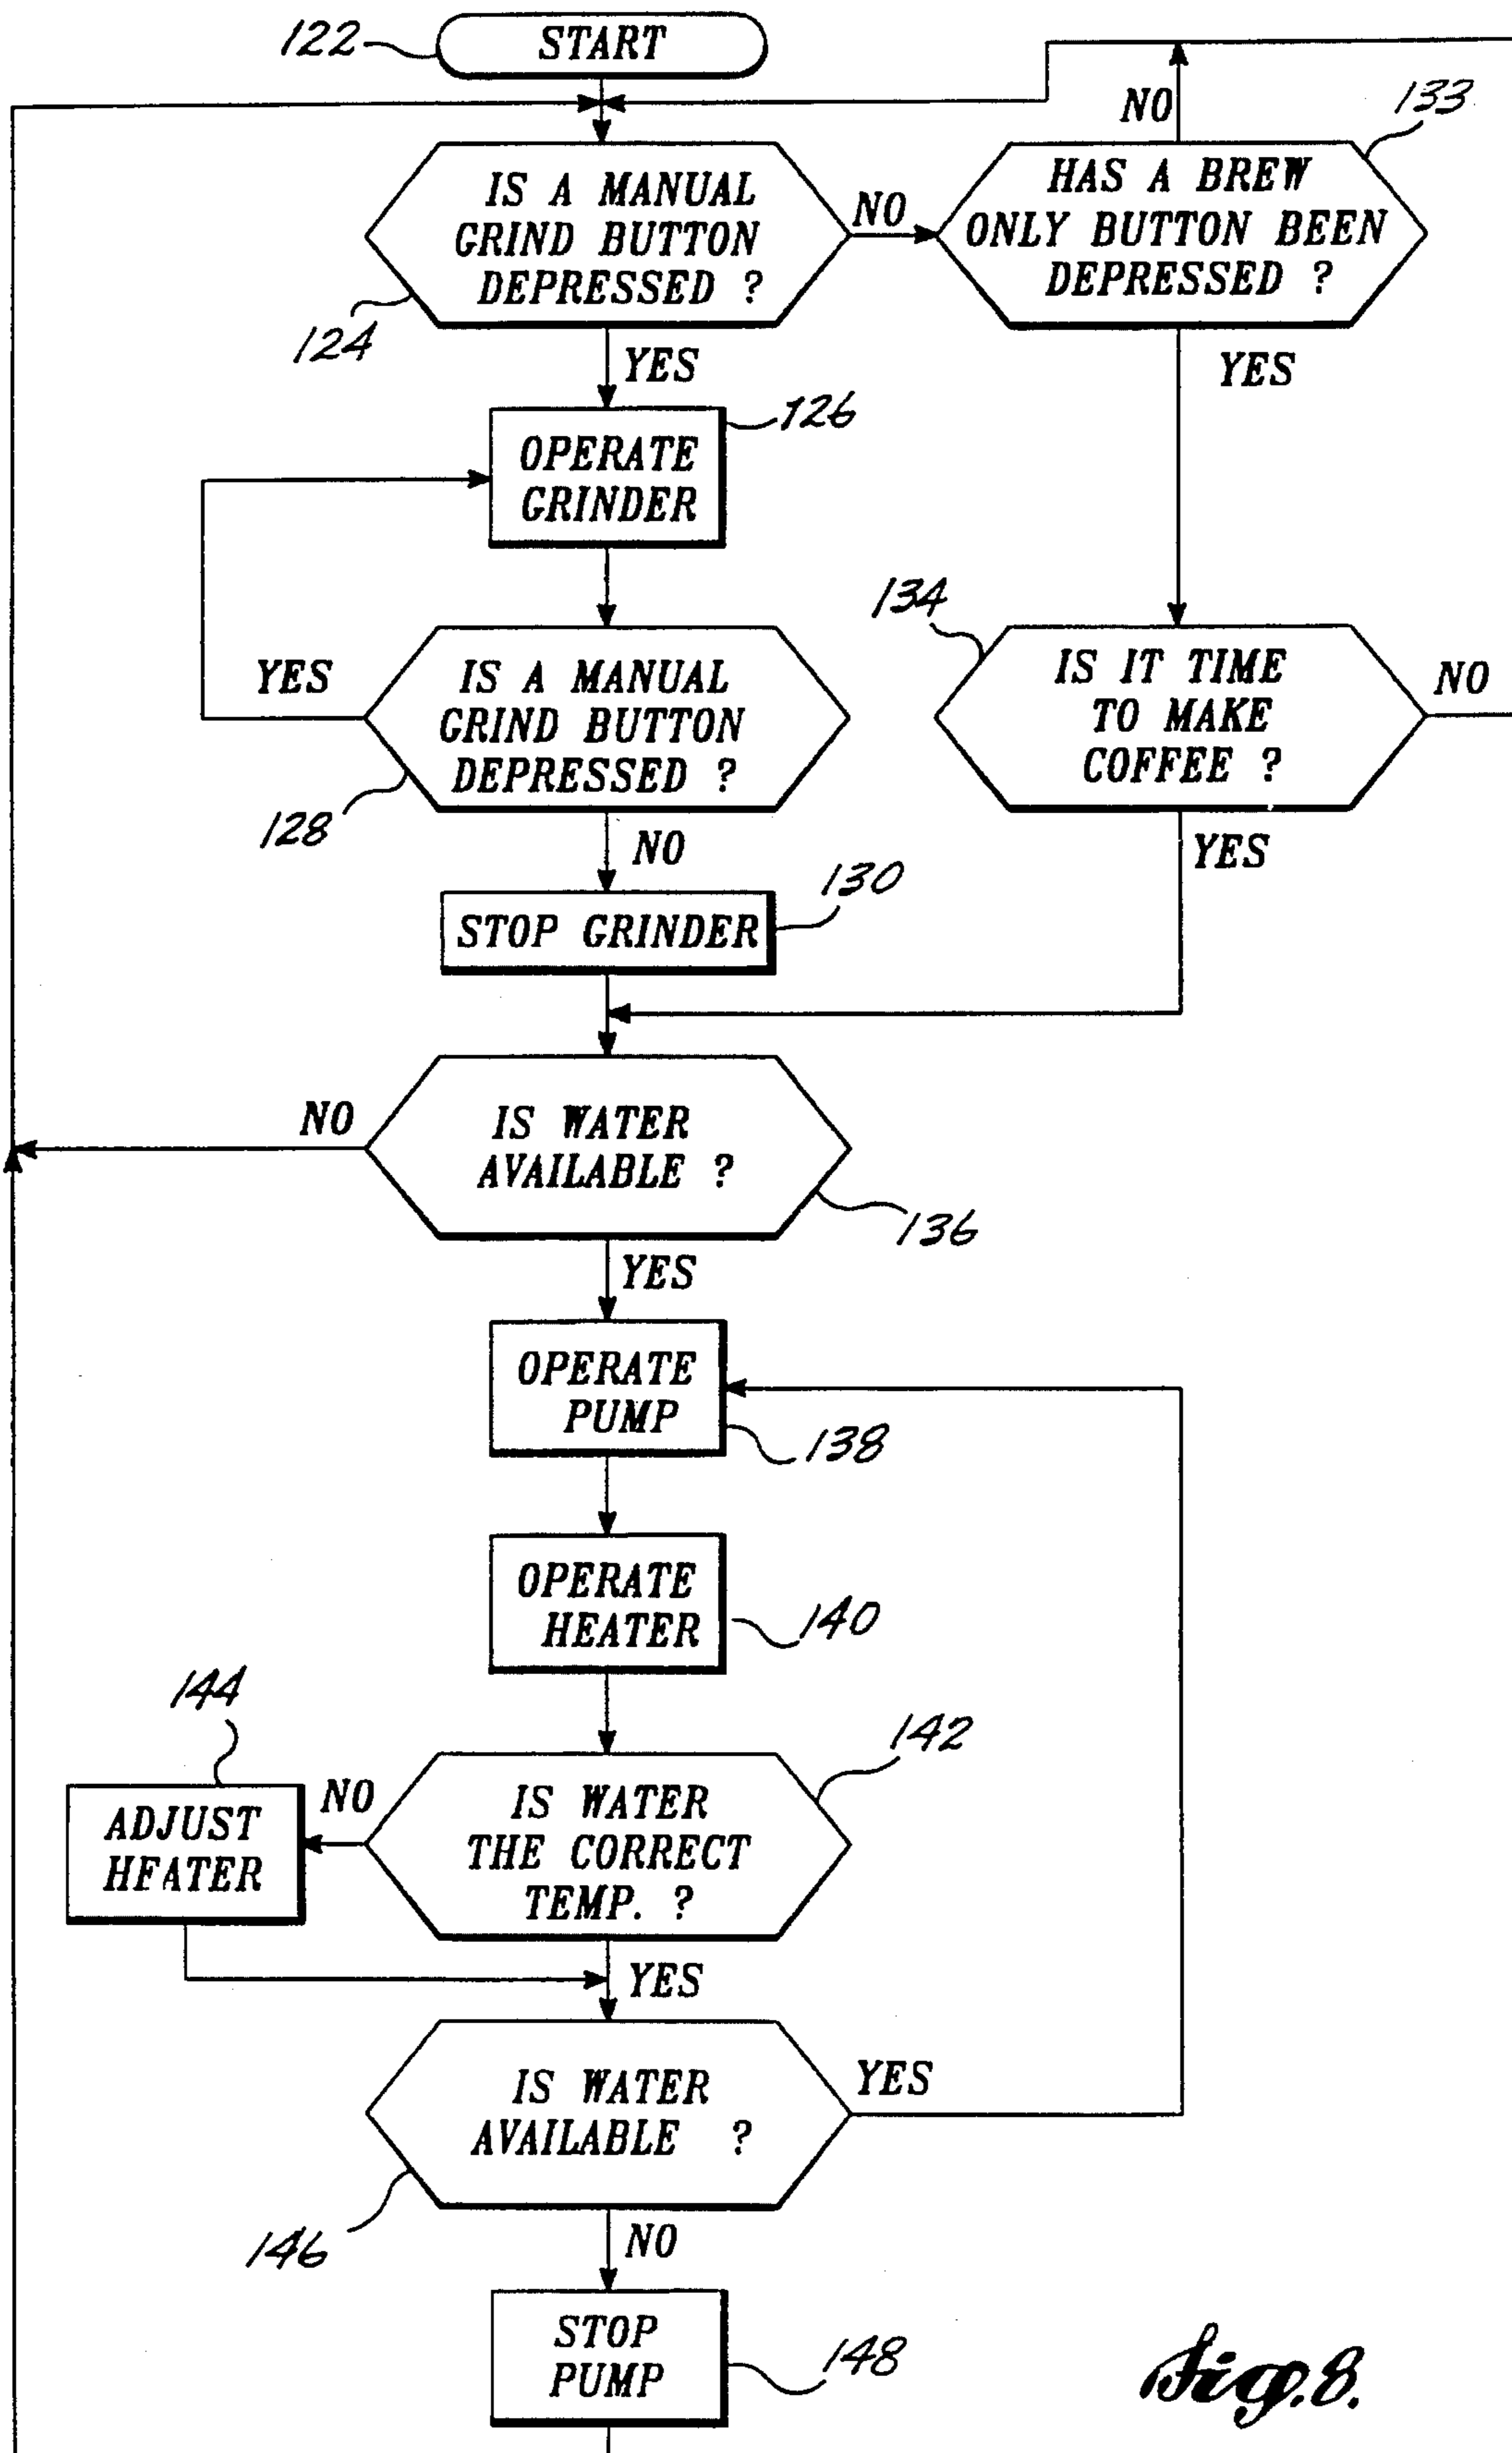 122
START
NO
133
IS A MANUAL
GRIND BUTTON
DEPRESSED ?
NO
HAS A BREW
ONLY BUTTON BEEN
DEPRESSED ?
124
YES
YES
126
OPERATE
GRINDER
134
YES
IS A MANUAL
GRIND BUTTON
DEPRESSED ?
IS IT TIME
TO MAKE
COFFEE ?
NO
128
NO
YES
130
STOP GRINDER
NO
IS WATER
AVAILABLE ?
136
YES
OPERATE
PUMP
138
OPERATE
HEATER
140
144
142
ADJUST
HFATER
NO
IS WATER
THE CORRECT
TEMP. ?
YES
IS WATER
AVAILABLE ?
YES
146
NO
STOP
PUMP
148
Fig. 8.